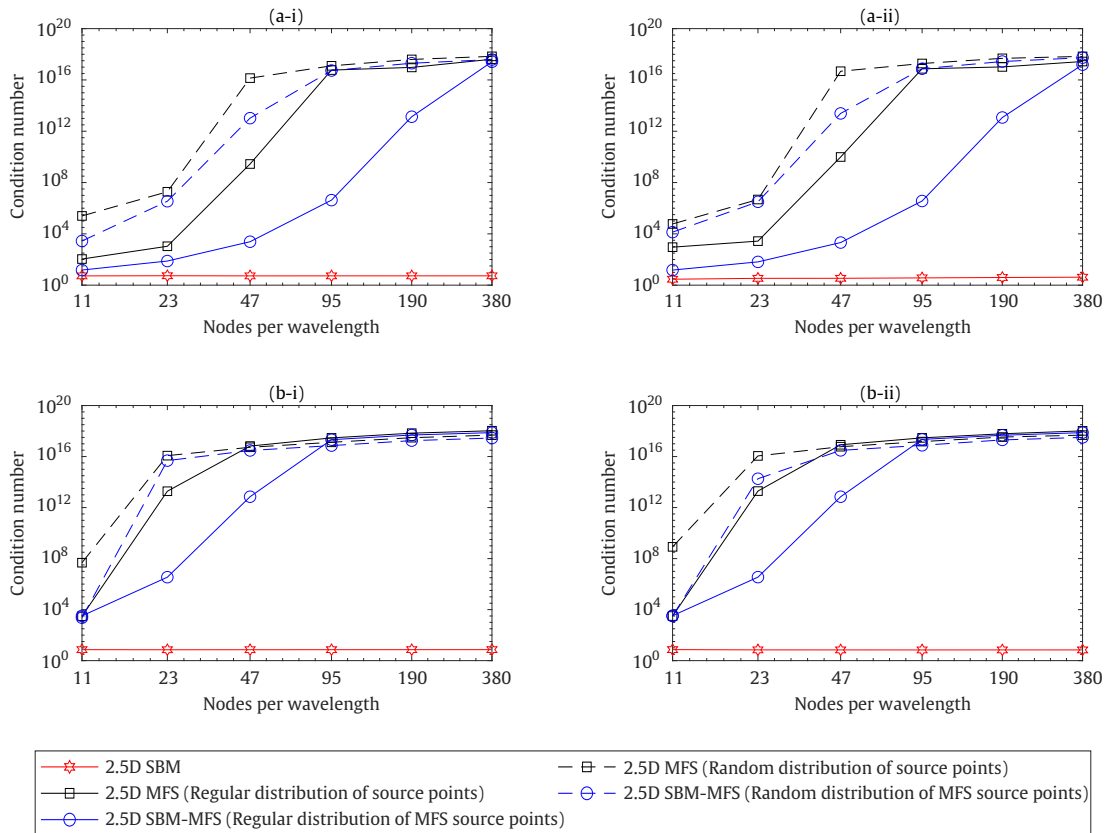 (a-i)
10^20
10^16
10^12
10^8
10^4
10^0
Condition number
11 23 47 95 190 380
Nodes per wavelength
(a-ii)
10^20
10^16
10^12
10^8
10^4
10^0
Condition number
11 23 47 95 190 380
Nodes per wavelength
(b-i)
10^20
10^16
10^12
10^8
10^4
10^0
Condition number
11 23 47 95 190 380
Nodes per wavelength
(b-ii)
10^20
10^16
10^12
10^8
10^4
10^0
Condition number
11 23 47 95 190 380
Nodes per wavelength
2.5D SBM
2.5D MFS (Regular distribution of source points)
2.5D SBM-MFS (Regular distribution of MFS source points)
2.5D MFS (Random distribution of source points)
2.5D SBM-MFS (Random distribution of MFS source points)